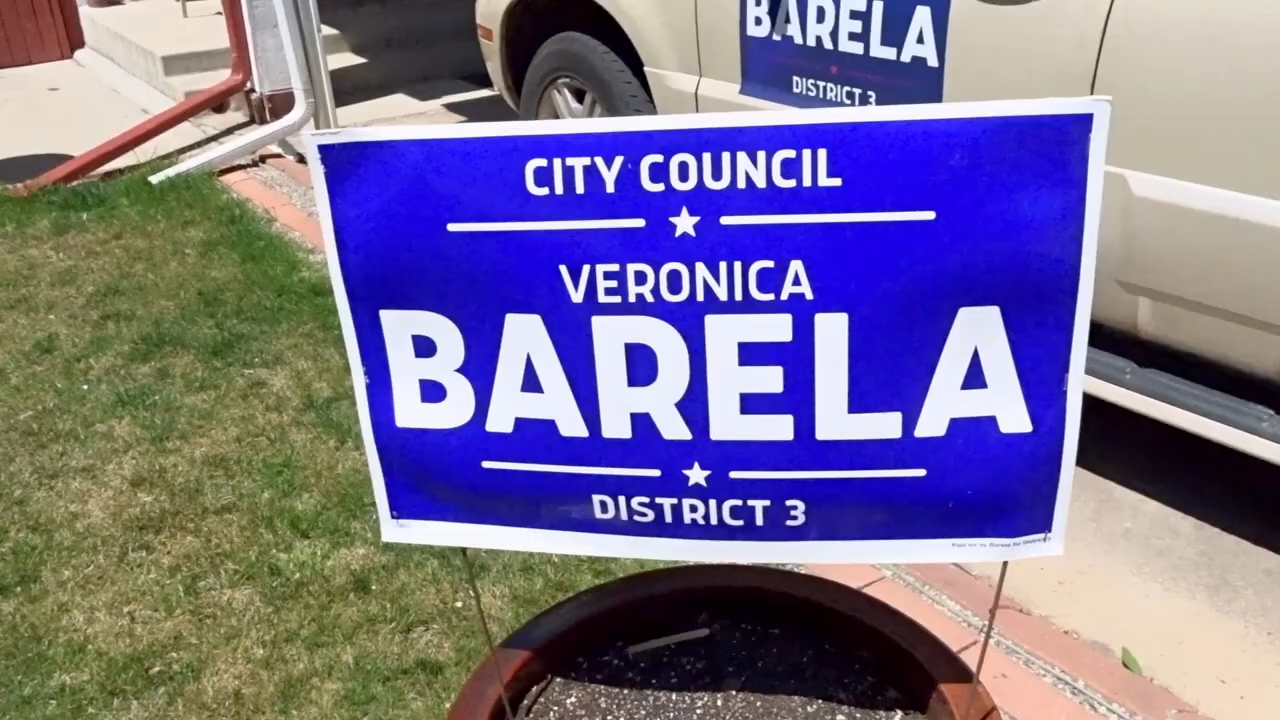 BARELA
DISTRICT 3
CITY COUNCIL
VERONICA
BARELA
DISTRICT 3